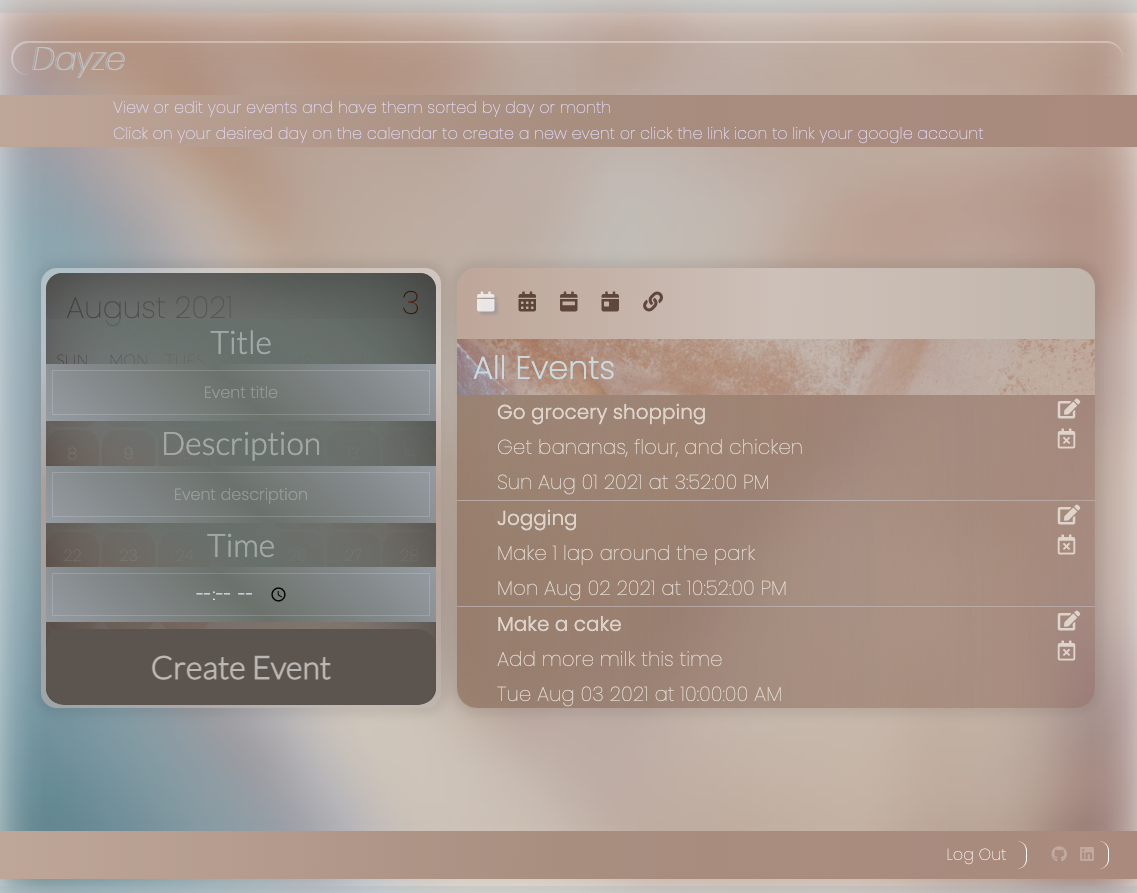 Dayze
View or edit your events and have them sorted by day or month
Click on your desired day on the calendar to create a new event or click the link icon to link your google account
August 2021
3
Title
SUN MON TUES
Event title
8 9
Description
Event description
22 23 24 Time 26 27 28
--:-- --
Create Event
All Events
Go grocery shopping
Get bananas, flour, and chicken
Sun Aug 01 2021 at 3:52:00 PM
Jogging
Make 1 lap around the park
Mon Aug 02 2021 at 10:52:00 PM
Make a cake
Add more milk this time
Tue Aug 03 2021 at 10:00:00 AM
Log Out